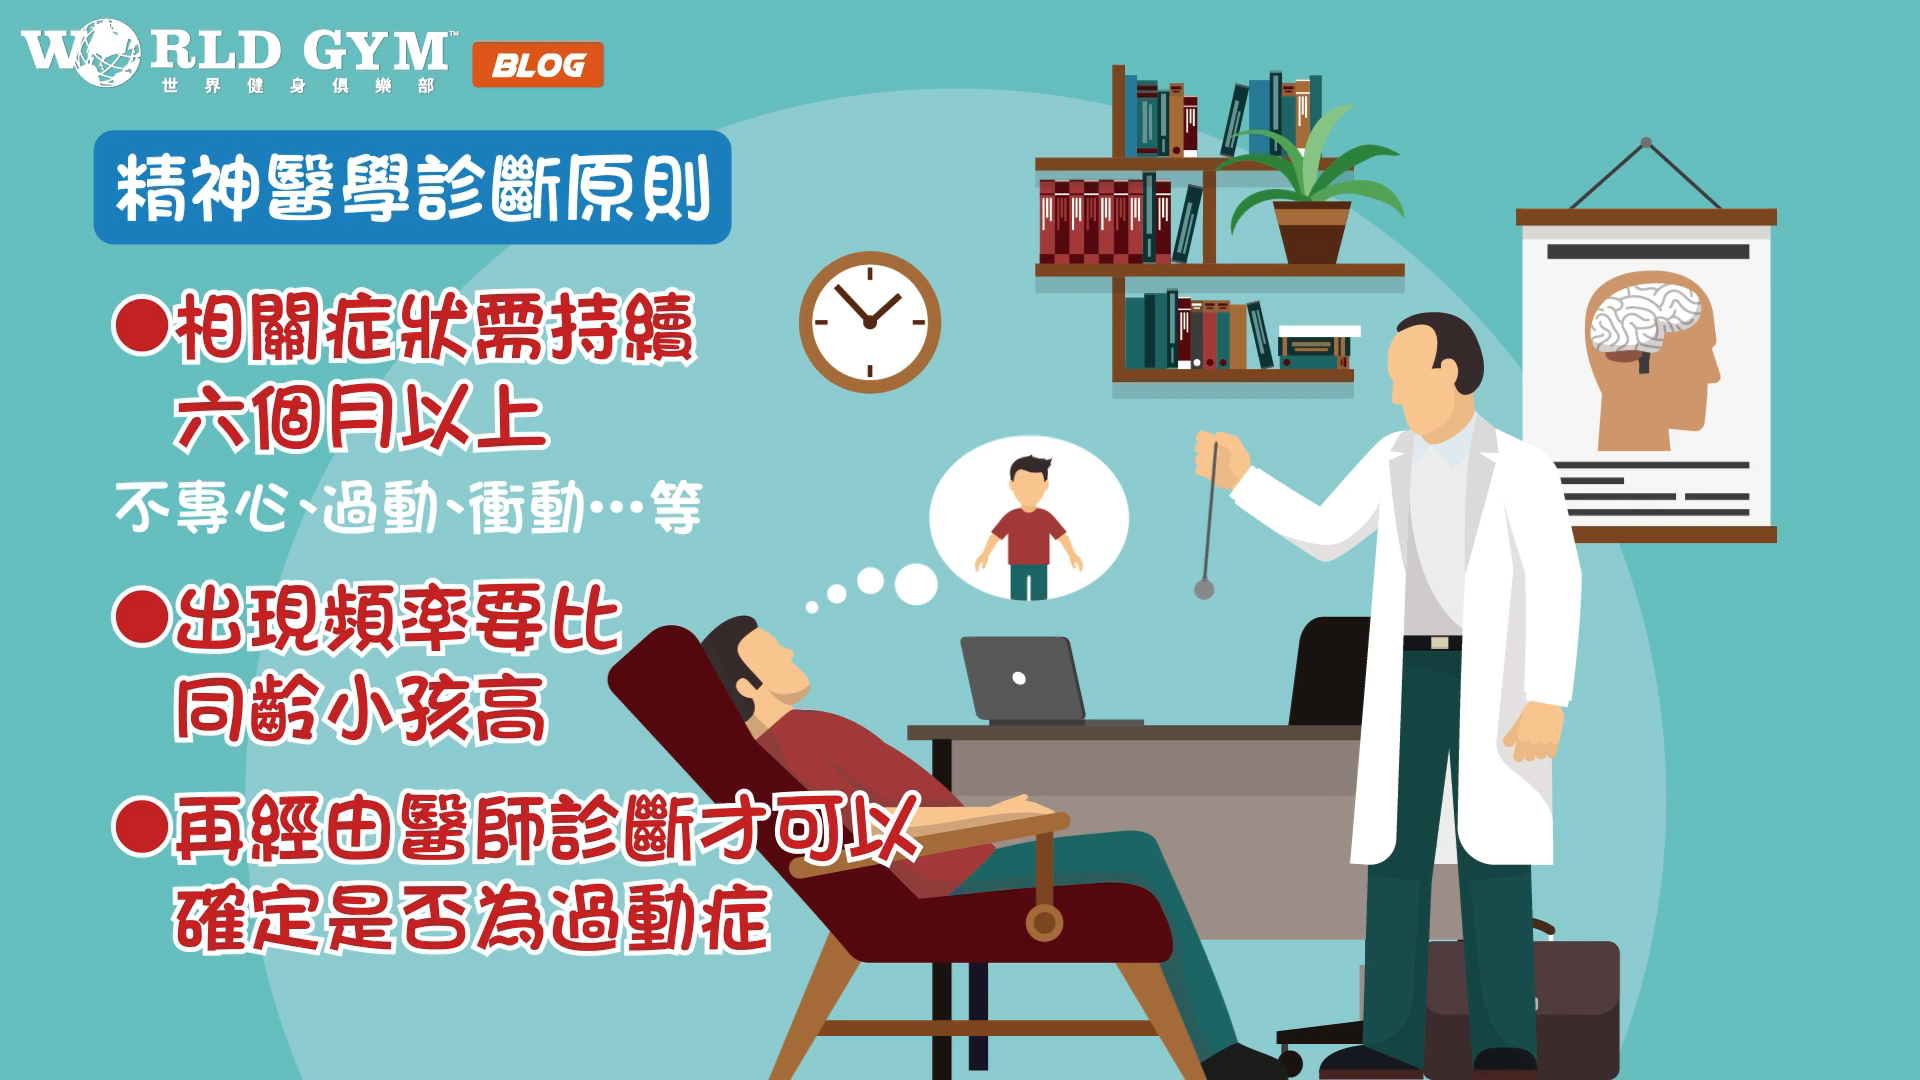 WORLD GYM™ BLOG
世界健身俱樂部
精神醫學診斷原則
●相關症狀需持續
六個月以上
不專心、過動、衝動…等
●出現頻率要比
同齡小孩高
●再經由醫師診斷才可以
確定是否為過動症